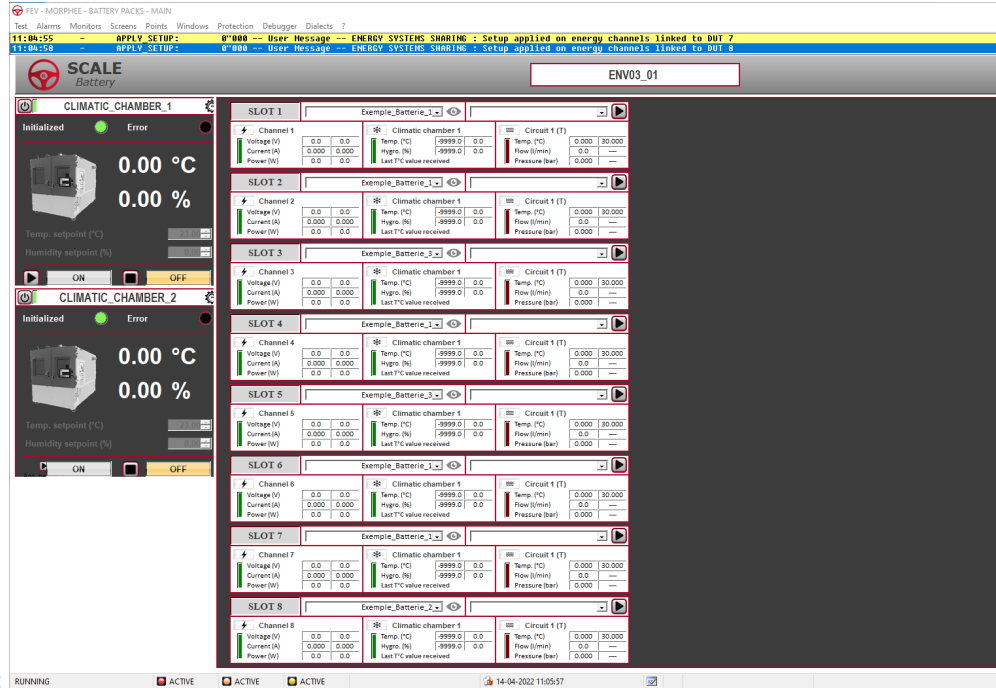 FEV - MORPHEE - BATTERY PACKS - MAIN
Test Alarms Monitors Screens Points Windows Protection Debugger Dialects ?
11:04:55 - APPLY_SETUP: 0"000 -- User Message -- ENERGY SYSTEMS SHARING : Setup applied on energy channels linked to DUT 7
11:04:58 - APPLY_SETUP: 0"000 -- User Message -- ENERGY SYSTEMS SHARING : Setup applied on energy channels linked to DUT 8
SCALE
Battery
ENV03_01
CLIMATIC_CHAMBER_1
Initialized Error
0.00 °C
0.00 %
Temp. setpoint (°C) 23.0
Humidity setpoint (%) 0.0
ON OFF
CLIMATIC_CHAMBER_2
Initialized Error
0.00 °C
0.00 %
Temp. setpoint (°C) 23.0
Humidity setpoint (%) 0.0
ON OFF
SLOT 1 Exemple_Batterie_1
Channel 1 Climatic chamber 1 Circuit 1 (T)
Voltage (V) 0.0 0.0 Temp. (°C) -9999.0 0.0 Temp. (°C) 0.000 30.000
Current (A) 0.000 0.000 Hygro. (%) -9999.0 0.0 Flow (l/min) 0.0 ---
Power (W) 0.0 0.0 Last T°C value received Pressure (bar) 0.000 ---
SLOT 2 Exemple_Batterie_1
Channel 2 Climatic chamber 1 Circuit 1 (T)
Voltage (V) 0.0 0.0 Temp. (°C) -9999.0 0.0 Temp. (°C) 0.000 30.000
Current (A) 0.000 0.000 Hygro. (%) -9999.0 0.0 Flow (l/min) 0.0 ---
Power (W) 0.0 0.0 Last T°C value received Pressure (bar) 0.000 ---
SLOT 3 Exemple_Batterie_3
Channel 3 Climatic chamber 1 Circuit 1 (T)
Voltage (V) 0.0 0.0 Temp. (°C) -9999.0 0.0 Temp. (°C) 0.000 30.000
Current (A) 0.000 0.000 Hygro. (%) -9999.0 0.0 Flow (l/min) 0.0 ---
Power (W) 0.0 0.0 Last T°C value received Pressure (bar) 0.000 ---
SLOT 4 Exemple_Batterie_1
Channel 4 Climatic chamber 1 Circuit 1 (T)
Voltage (V) 0.0 0.0 Temp. (°C) -9999.0 0.0 Temp. (°C) 0.000 30.000
Current (A) 0.000 0.000 Hygro. (%) -9999.0 0.0 Flow (l/min) 0.0 ---
Power (W) 0.0 0.0 Last T°C value received Pressure (bar) 0.000 ---
SLOT 5 Exemple_Batterie_3
Channel 5 Climatic chamber 1 Circuit 1 (T)
Voltage (V) 0.0 0.0 Temp. (°C) -9999.0 0.0 Temp. (°C) 0.000 30.000
Current (A) 0.000 0.000 Hygro. (%) -9999.0 0.0 Flow (l/min) 0.0 ---
Power (W) 0.0 0.0 Last T°C value received Pressure (bar) 0.000 ---
SLOT 6 Exemple_Batterie_1
Channel 6 Climatic chamber 1 Circuit 1 (T)
Voltage (V) 0.0 0.0 Temp. (°C) -9999.0 0.0 Temp. (°C) 0.000 30.000
Current (A) 0.000 0.000 Hygro. (%) -9999.0 0.0 Flow (l/min) 0.0 ---
Power (W) 0.0 0.0 Last T°C value received Pressure (bar) 0.000 ---
SLOT 7 Exemple_Batterie_1
Channel 7 Climatic chamber 1 Circuit 1 (T)
Voltage (V) 0.0 0.0 Temp. (°C) -9999.0 0.0 Temp. (°C) 0.000 30.000
Current (A) 0.000 0.000 Hygro. (%) -9999.0 0.0 Flow (l/min) 0.0 ---
Power (W) 0.0 0.0 Last T°C value received Pressure (bar) 0.000 ---
SLOT 8 Exemple_Batterie_2
Channel 8 Climatic chamber 1 Circuit 1 (T)
Voltage (V) 0.0 0.0 Temp. (°C) -9999.0 0.0 Temp. (°C) 0.000 30.000
Current (A) 0.000 0.000 Hygro. (%) -9999.0 0.0 Flow (l/min) 0.0 ---
Power (W) 0.0 0.0 Last T°C value received Pressure (bar) 0.000 ---
RUNNING ACTIVE ACTIVE ACTIVE 14-04-2022 11:05:57